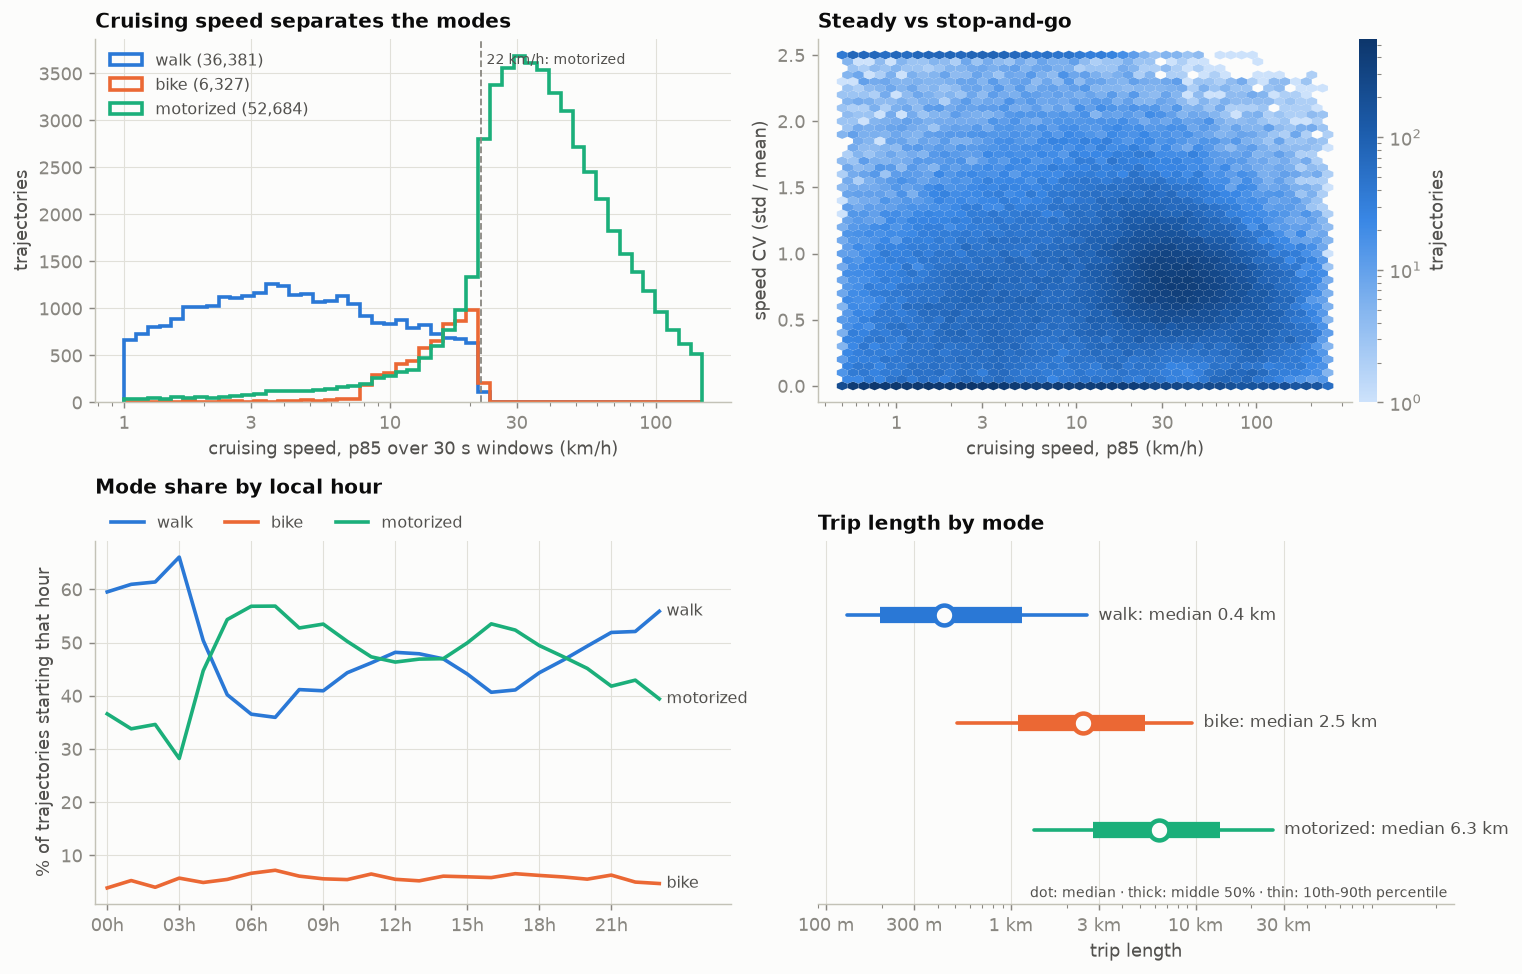 Cruising speed separates the modes
walk (36,381)
bike (6,327)
motorized (52,684)
22 km/h: motorized
trajectories
3500
3000
2500
2000
1500
1000
500
0
1 3 10 30 100
cruising speed, p85 over 30 s windows (km/h)
Steady vs stop-and-go
speed CV (std / mean)
2.5
2.0
1.5
1.0
0.5
0.0
1 3 10 30 100
cruising speed, p85 (km/h)
10²
10¹
10⁰
trajectories
Mode share by local hour
walk bike motorized
% of trajectories starting that hour
60
50
40
30
20
10
walk
motorized
bike
00h 03h 06h 09h 12h 15h 18h 21h
Trip length by mode
walk: median 0.4 km
bike: median 2.5 km
motorized: median 6.3 km
dot: median · thick: middle 50% · thin: 10th-90th percentile
100 m 300 m 1 km 3 km 10 km 30 km
trip length